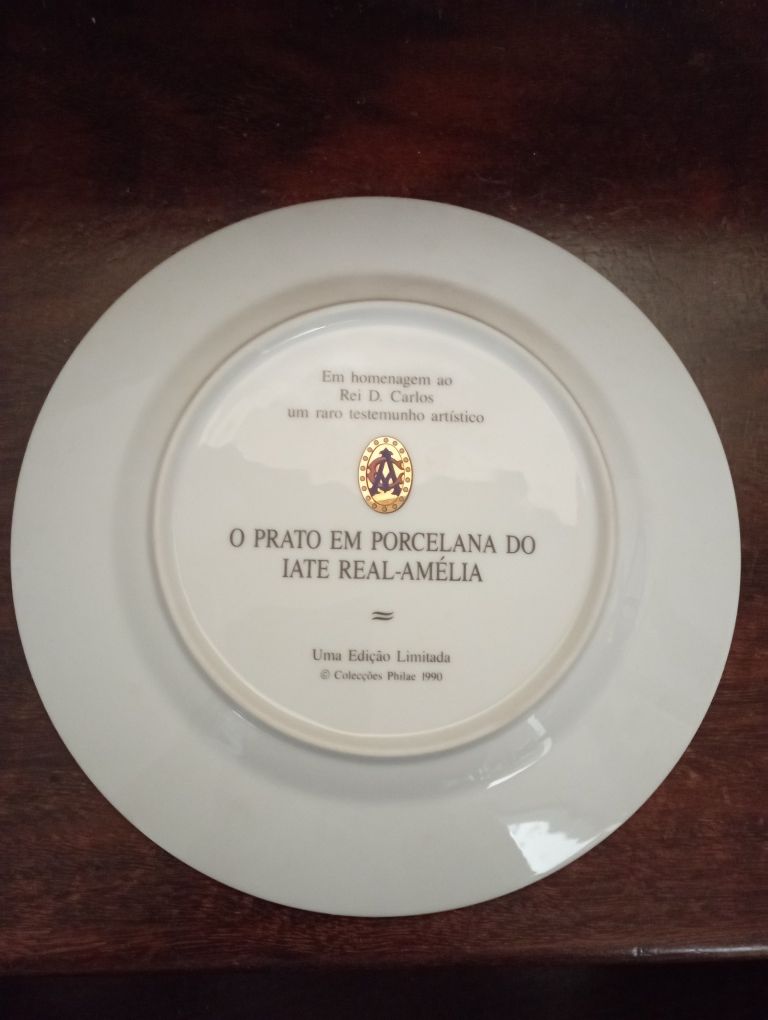 Em homenagem ao
Rei D. Carlos
um raro testemunho artístico
O PRATO EM PORCELANA DO
IATE REAL-AMÉLIA
Uma Edição Limitada
© Colecções Philae 1990